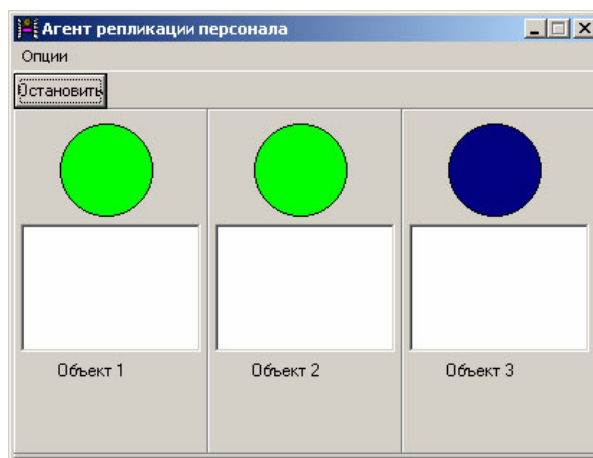 Агент репликации персонала
Опции
Остановить
Объект 1
Объект 2
Объект 3